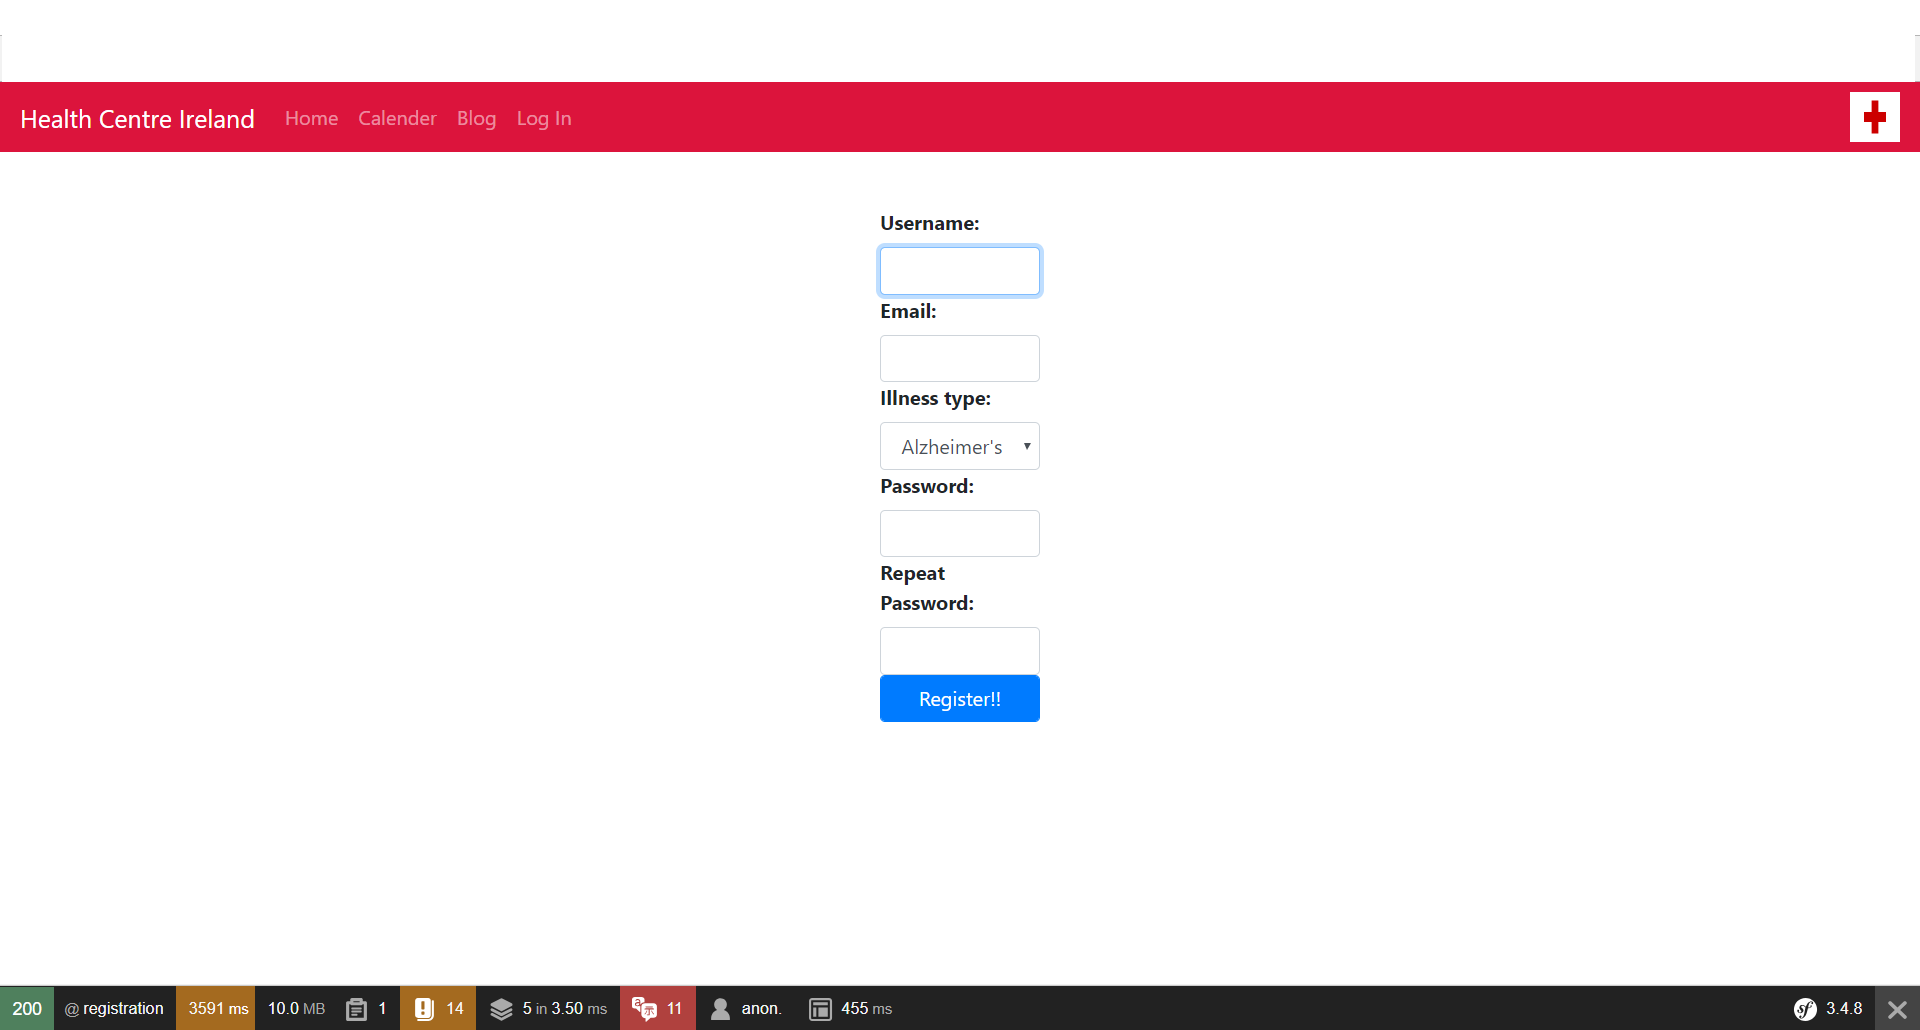 Health Centre Ireland Home Calender Blog Log In
Username:
Email:
Illness type:
Alzheimer's
Password:
Repeat
Password:
Register!!
200 @ registration 3591 ms 10.0 MB 1 14 5 in 3.50 ms 11 anon. 455 ms sf 3.4.8